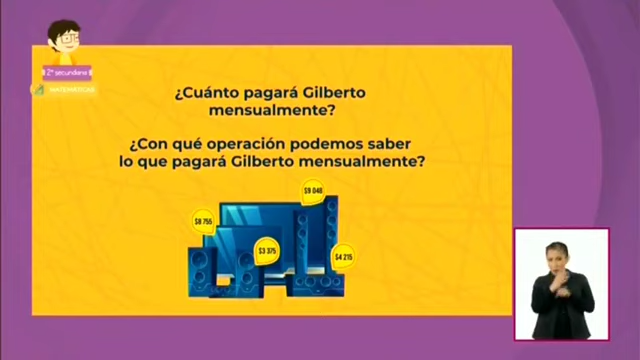 2° secundaria
MATEMÁTICAS
¿Cuánto pagará Gilberto
mensualmente?
¿Con qué operación podemos saber
lo que pagará Gilberto mensualmente?
$9 048
$8 755
$3 375
$4 215